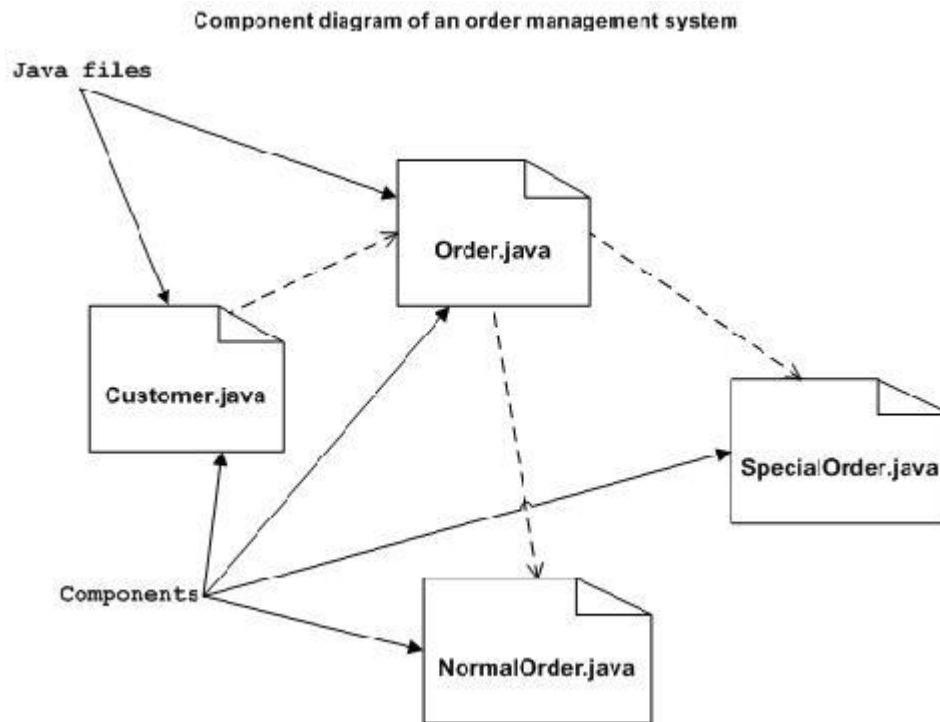 Component diagram of an order management system
Java files
Order.java
Customer.java
SpecialOrder.java
Components
NormalOrder.java